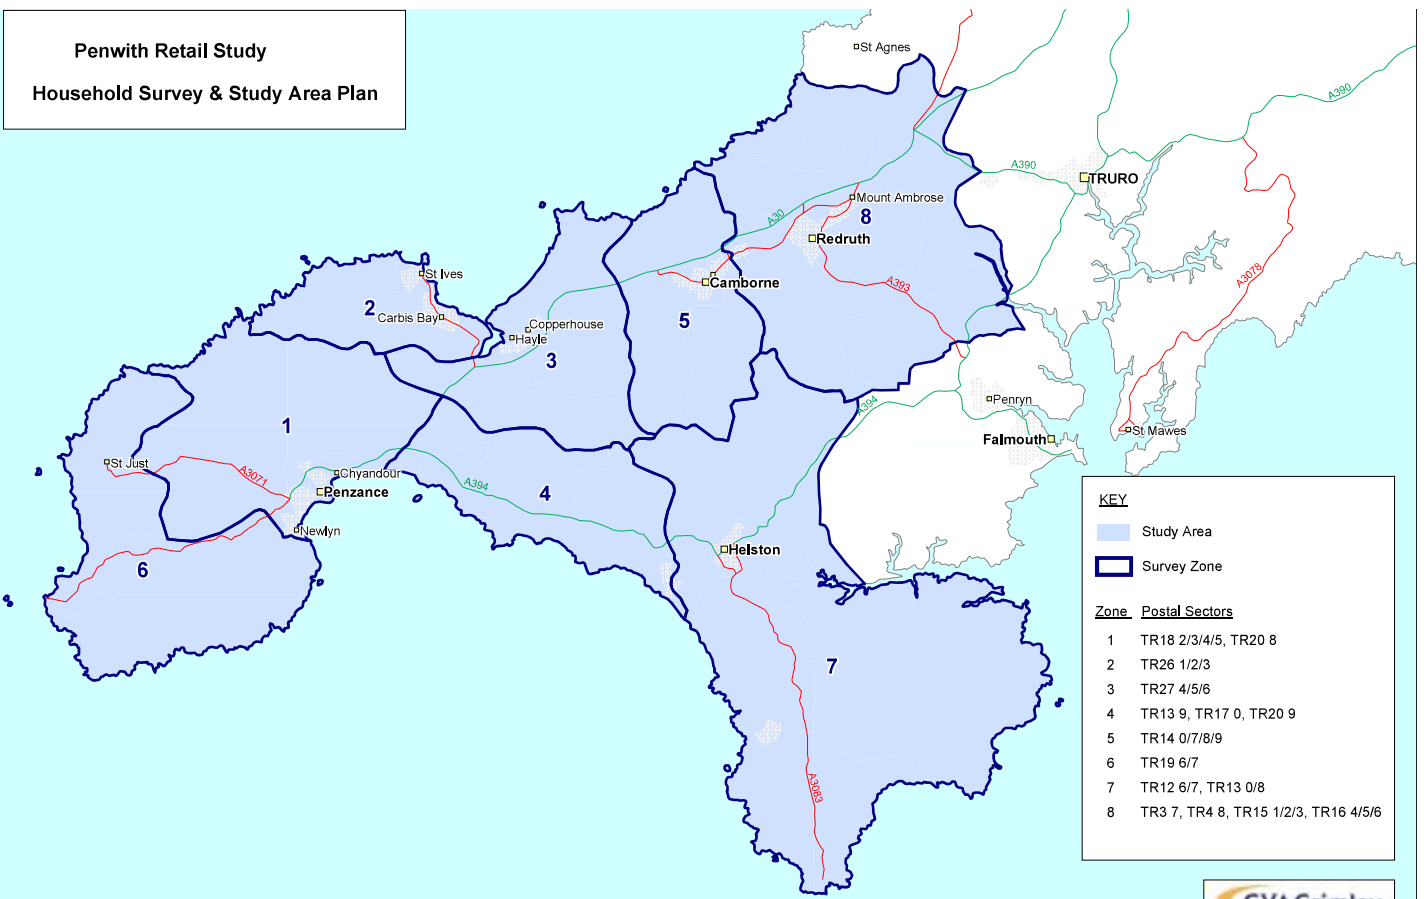 Penwith Retail Study
Household Survey & Study Area Plan
St Agnes
A390
A390
TRURO
Mount Ambrose
A30
8
Redruth
A3078
St Ives
Camborne
A393
2
Carbis Bay
5
Copperhouse
Hayle
3
A394
Penryn
1
Falmouth
St Mawes
St Just
A3071
Chyandour
Penzance
A394
4
Newlyn
Helston
6
7
A3083
KEY
Study Area
Survey Zone
Zone Postal Sectors
1 TR18 2/3/4/5, TR20 8
2 TR26 1/2/3
3 TR27 4/5/6
4 TR13 9, TR17 0, TR20 9
5 TR14 0/7/8/9
6 TR19 6/7
7 TR12 6/7, TR13 0/8
8 TR3 7, TR4 8, TR15 1/2/3, TR16 4/5/6